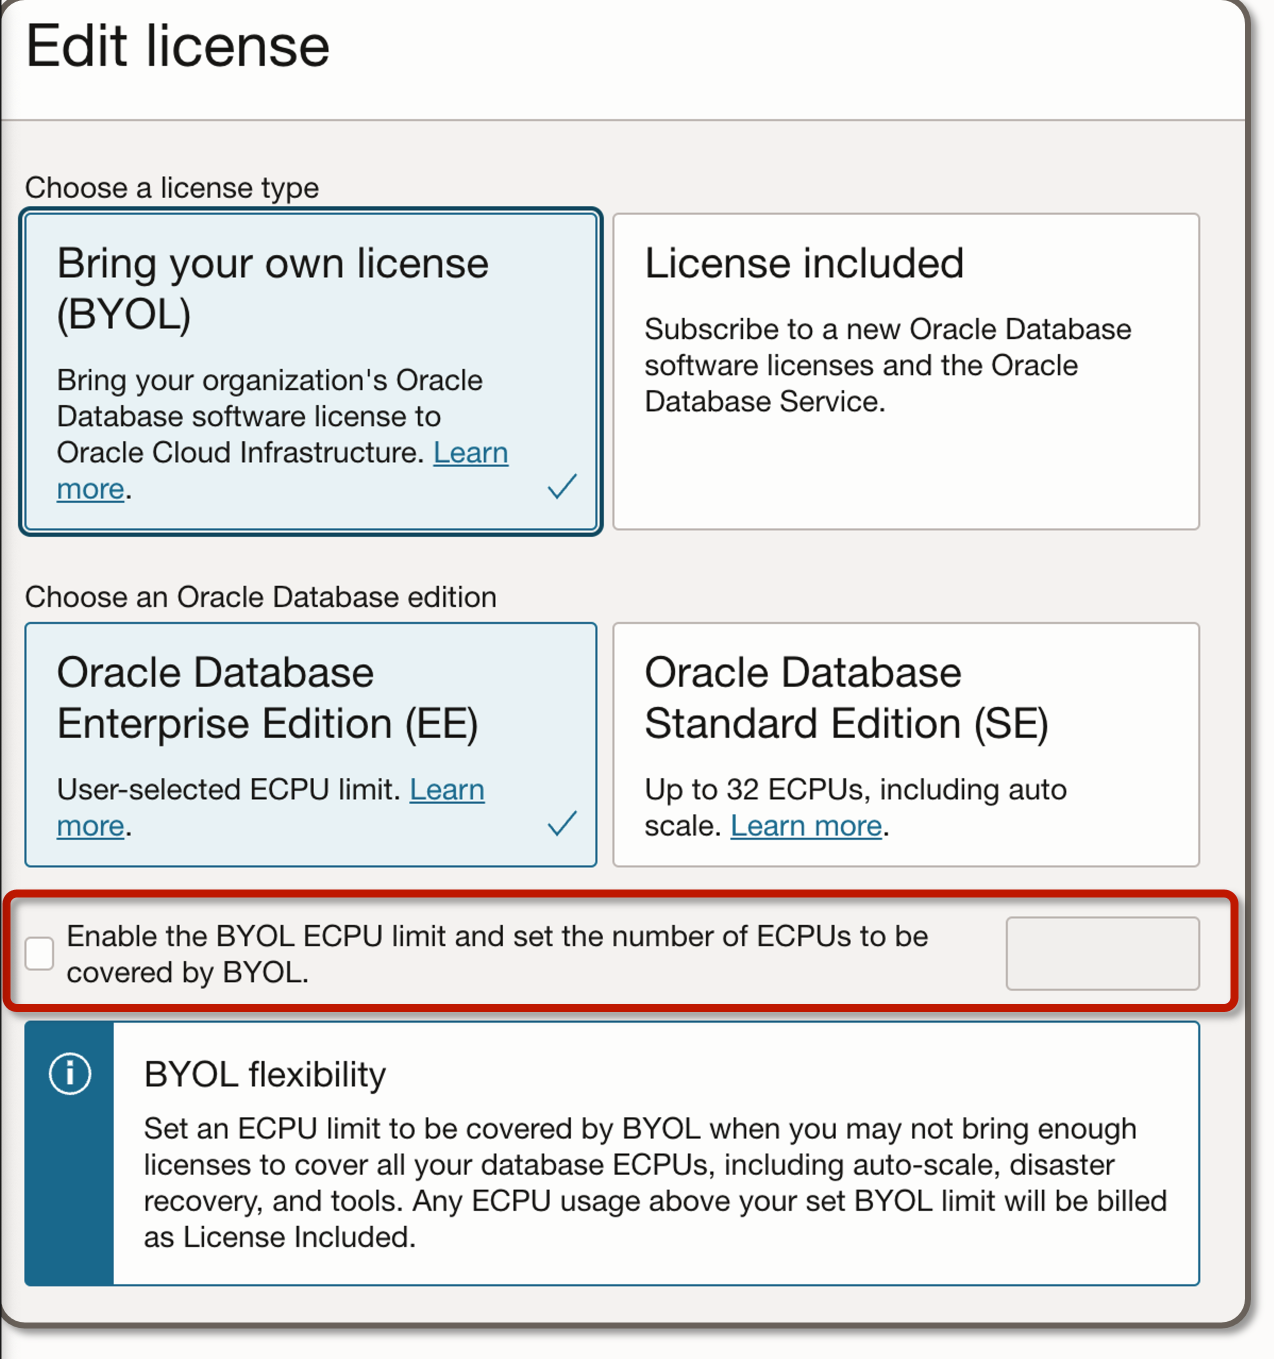 Edit license
Choose a license type
Bring your own license
(BYOL)
Bring your organization's Oracle
Database software license to
Oracle Cloud Infrastructure. Learn
more.
License included
Subscribe to a new Oracle Database
software licenses and the Oracle
Database Service.
Choose an Oracle Database edition
Oracle Database
Enterprise Edition (EE)
User-selected ECPU limit. Learn
more.
Oracle Database
Standard Edition (SE)
Up to 32 ECPUs, including auto
scale. Learn more.
Enable the BYOL ECPU limit and set the number of ECPUs to be
covered by BYOL.
BYOL flexibility
Set an ECPU limit to be covered by BYOL when you may not bring enough
licenses to cover all your database ECPUs, including auto-scale, disaster
recovery, and tools. Any ECPU usage above your set BYOL limit will be billed
as License Included.